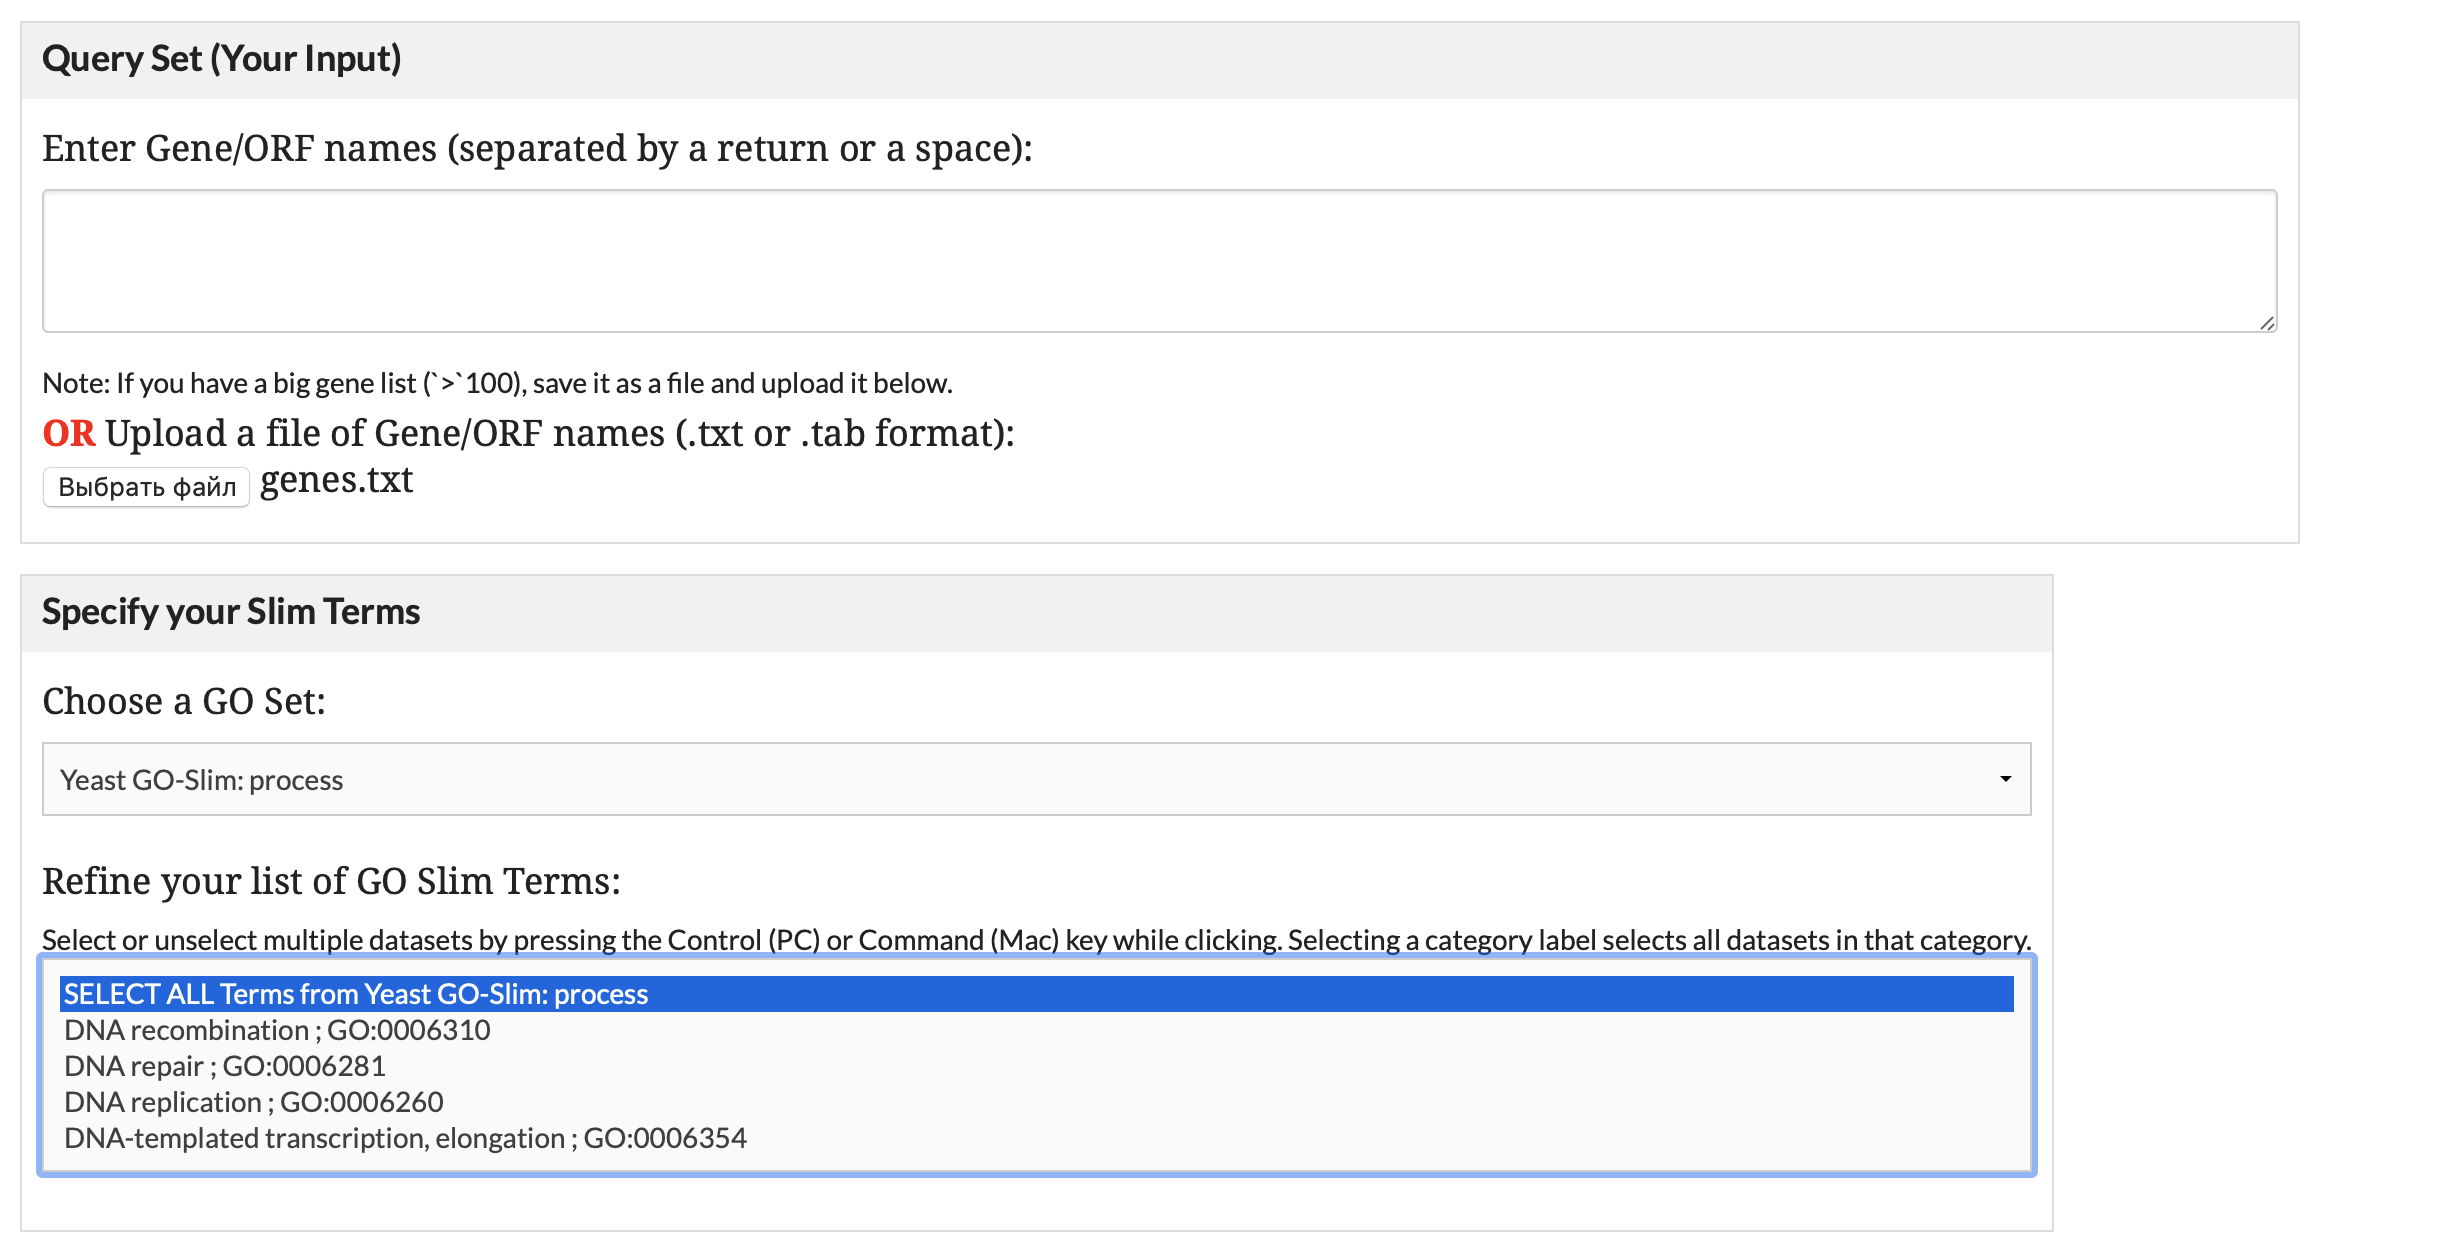 Query Set (Your Input)
Enter Gene/ORF names (separated by a return or a space):
Note: If you have a big gene list (`>`100), save it as a file and upload it below.
OR Upload a file of Gene/ORF names (.txt or .tab format):
Выбрать файл genes.txt
Specify your Slim Terms
Choose a GO Set:
Yeast GO-Slim: process
Refine your list of GO Slim Terms:
Select or unselect multiple datasets by pressing the Control (PC) or Command (Mac) key while clicking. Selecting a category label selects all datasets in that category.
SELECT ALL Terms from Yeast GO-Slim: process
DNA recombination ; GO:0006310
DNA repair ; GO:0006281
DNA replication ; GO:0006260
DNA-templated transcription, elongation ; GO:0006354